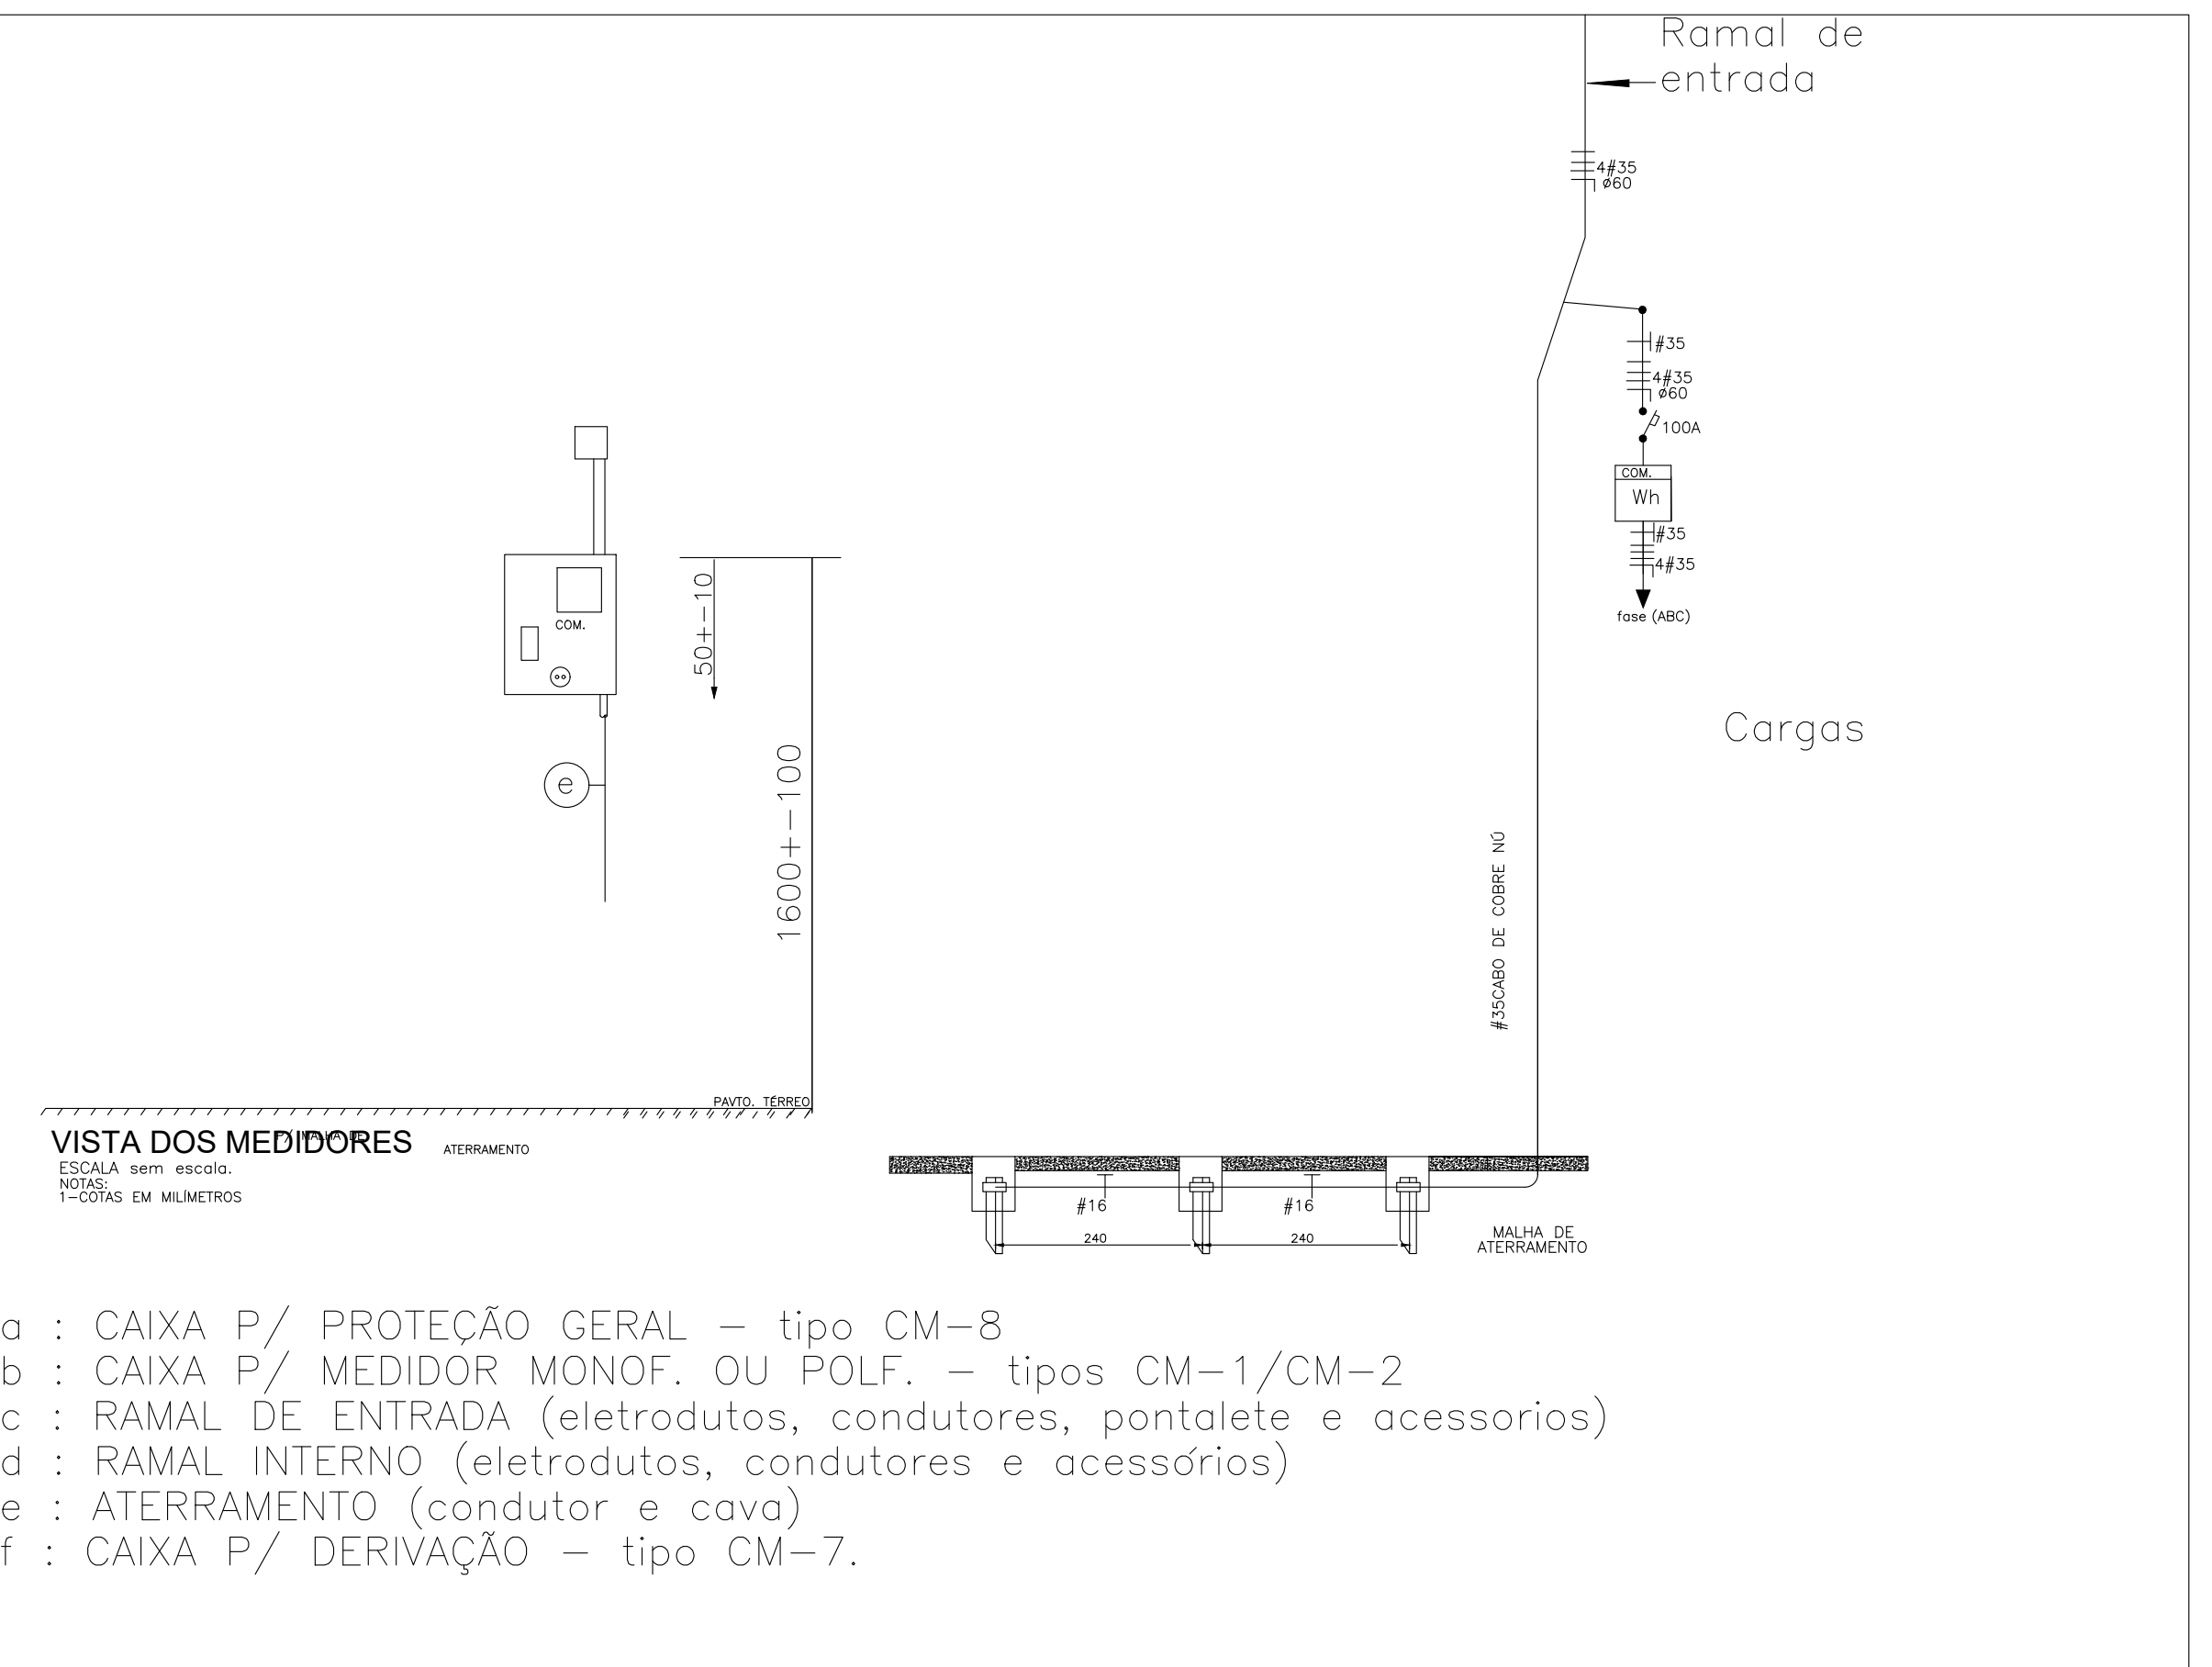 Ramal de
entrada
4#35
ø60
#35
4#35
ø60
100A
COM.
Wh
#35
4#35
fase (ABC)
Cargas
COM.
50+-10
e
1600+-100
#35CABO DE COBRE NÚ
PAVTO. TÉRREO
P/ MALHA DE
VISTA DOS MEDIDORES
ATERRAMENTO
ESCALA sem escala.
NOTAS:
1-COTAS EM MILÍMETROS
#16
#16
240
240
MALHA DE
ATERRAMENTO
a : CAIXA P/ PROTEÇÃO GERAL - tipo CM-8
b : CAIXA P/ MEDIDOR MONOF. OU POLF. - tipos CM-1/CM-2
c : RAMAL DE ENTRADA (eletrodutos, condutores, pontalete e acessorios)
d : RAMAL INTERNO (eletrodutos, condutores e acessórios)
e : ATERRAMENTO (condutor e cava)
f : CAIXA P/ DERIVAÇÃO - tipo CM-7.